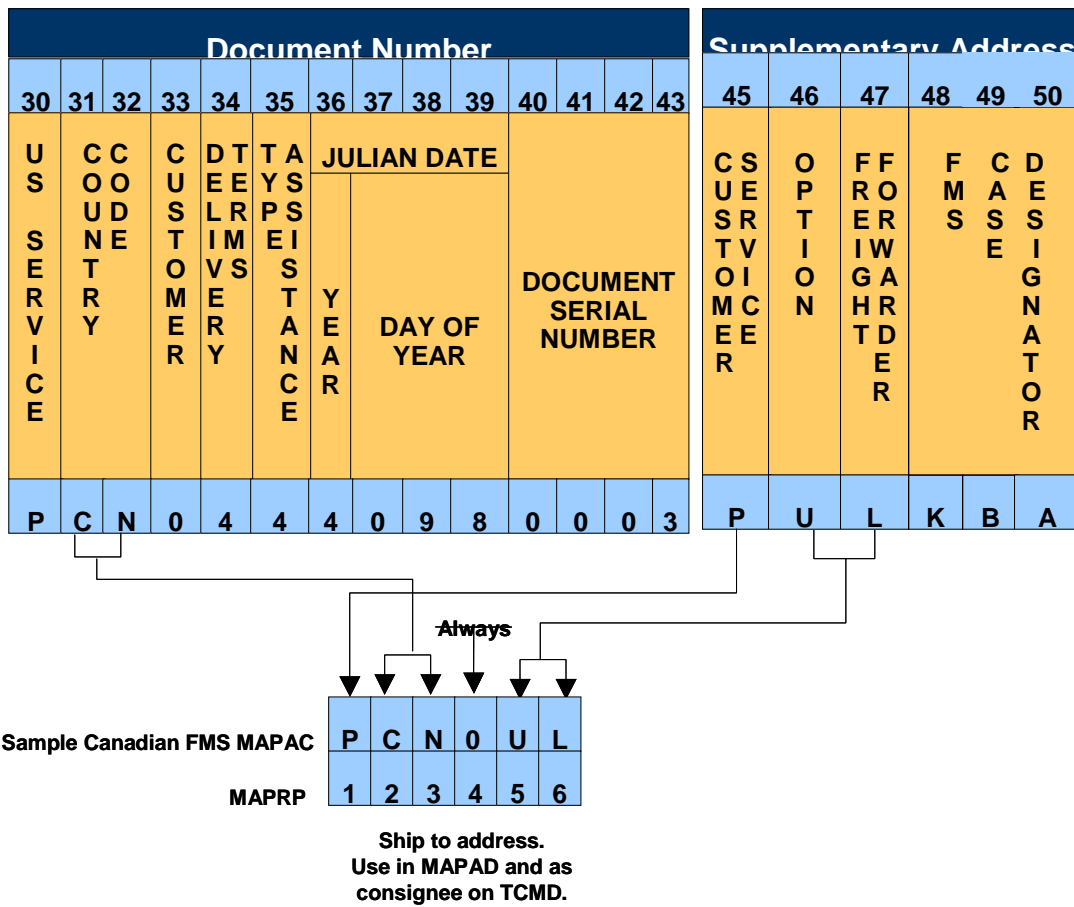 Document Number
Supplementary Address
30 31 32 33 34 35 36 37 38 39 40 41 42 43
45 46 47 48 49 50
US SERVICE
COUNTRY CODE
CUSTOMER
DELIVERY TERMS
TYPE ASSISTANCE
JULIAN DATE
YEAR
DAY OF
YEAR
DOCUMENT
SERIAL
NUMBER
CUSTOMER SERVICE
OPTION
FREIGHT FORWARDER
FMS CASE DESIGNATOR
P C N 0 4 4 4 0 9 8 0 0 0 3
P U L K B A
Always
Sample Canadian FMS MAPAC P C N 0 U L
MAPRP 1 2 3 4 5 6
Ship to address.
Use in MAPAD and as
consignee on TCMD.